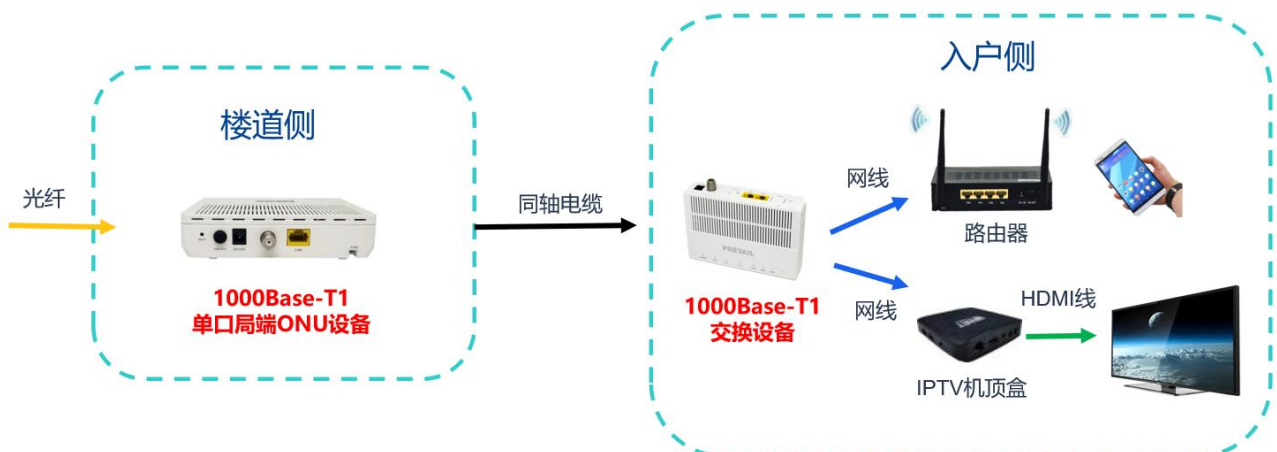 楼道侧
光纤
1000Base-T1
单口局端ONU设备
同轴电缆
入户侧
PREVAIL
1000Base-T1
交换设备
网线
路由器
网线
IPTV机顶盒
HDMI线